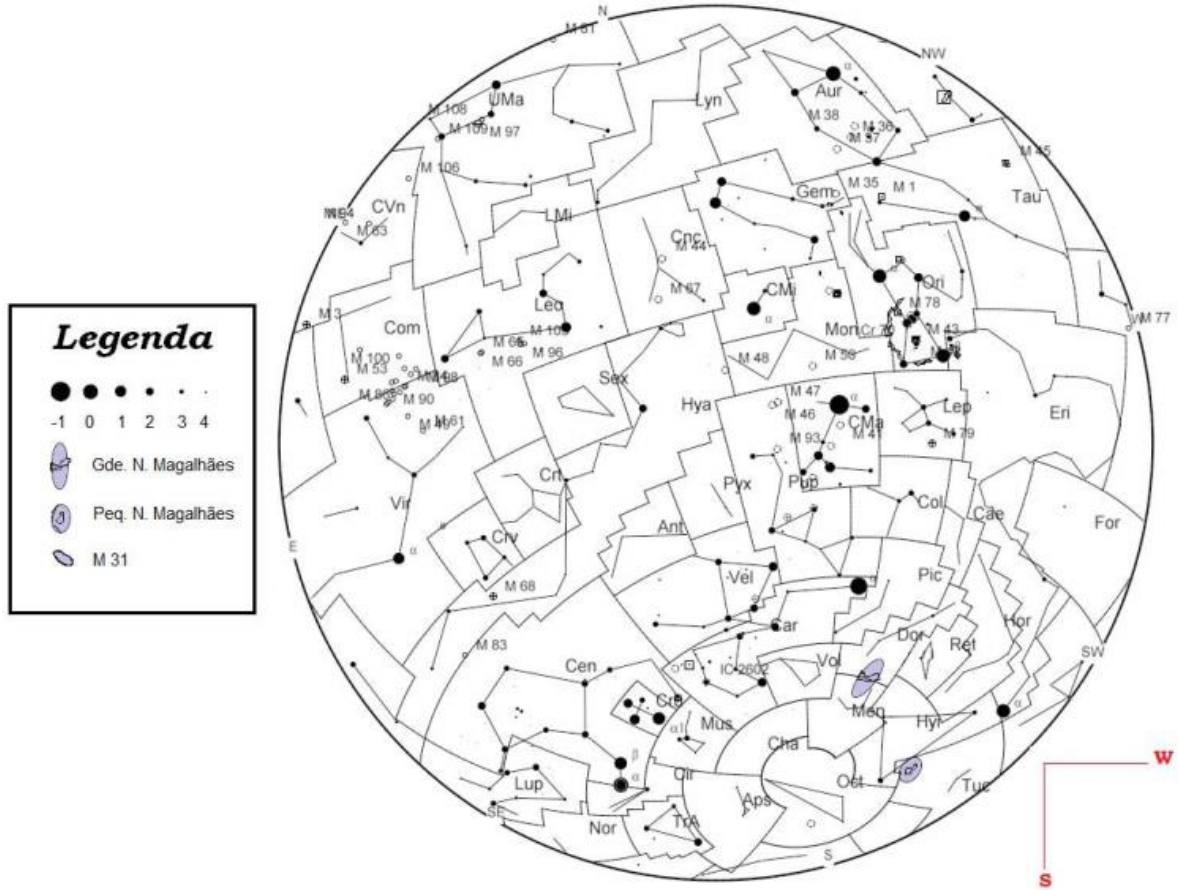 N
M 81
NW
UMa
Lyn
Aur
α
M 108
M 109
M 97
M 38
M 36
M 37
M 106
M 45
Gem
M 35
M 1
Tau
CVn
M 63
LMi
Cnc
M 44
α
Ori
α
M 67
CMi
α
M 78
M 43
Leo
M 3
Com
W
M 77
Mon
M 50
M 48
M 65
M 66
M 96
M 100
M 53
M 90
M 61
Sex
Hya
M 47
M 46
α
CMa
M 41
M 93
Lep
M 79
Eri
Legenda
-1 0 1 2 3 4
Gde. N. Magalhães
Peq. N. Magalhães
M 31
Crt
Pyx
Pup
Vir
α
Crv
Ant
Col
Cae
For
E
M 68
Vel
Pic
Car
Hor
Dor
Ret
SW
M 83
Cen
IC 2602
Vol
Cru
Mus
Men
Hyi
α
Cha
β
α
Cir
Oct
Tuc
W
Lup
SE
Nor
TrA
Aps
S
S